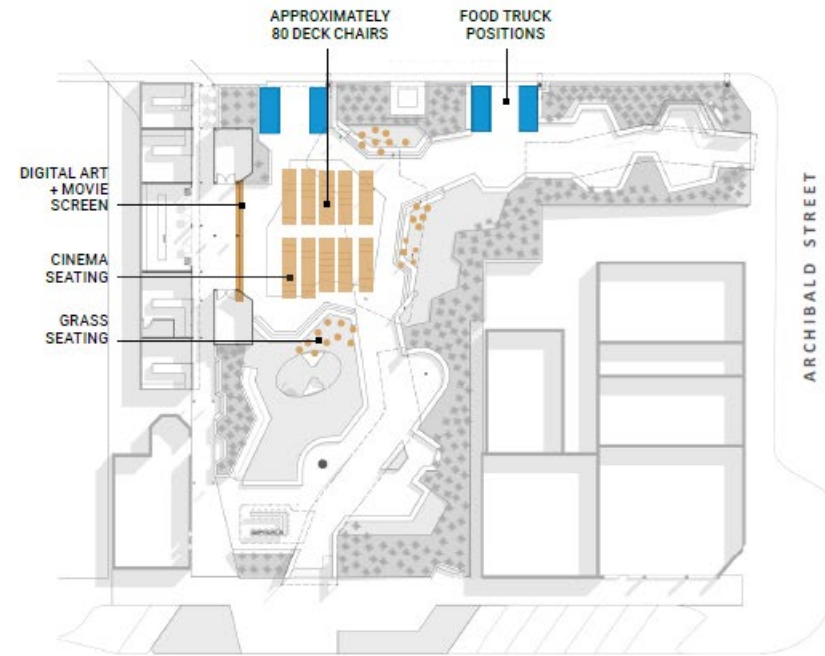 APPROXIMATELY
80 DECK CHAIRS
FOOD TRUCK
POSITIONS
DIGITAL ART
+ MOVIE
SCREEN
CINEMA
SEATING
GRASS
SEATING
ARCHIBALD STREET